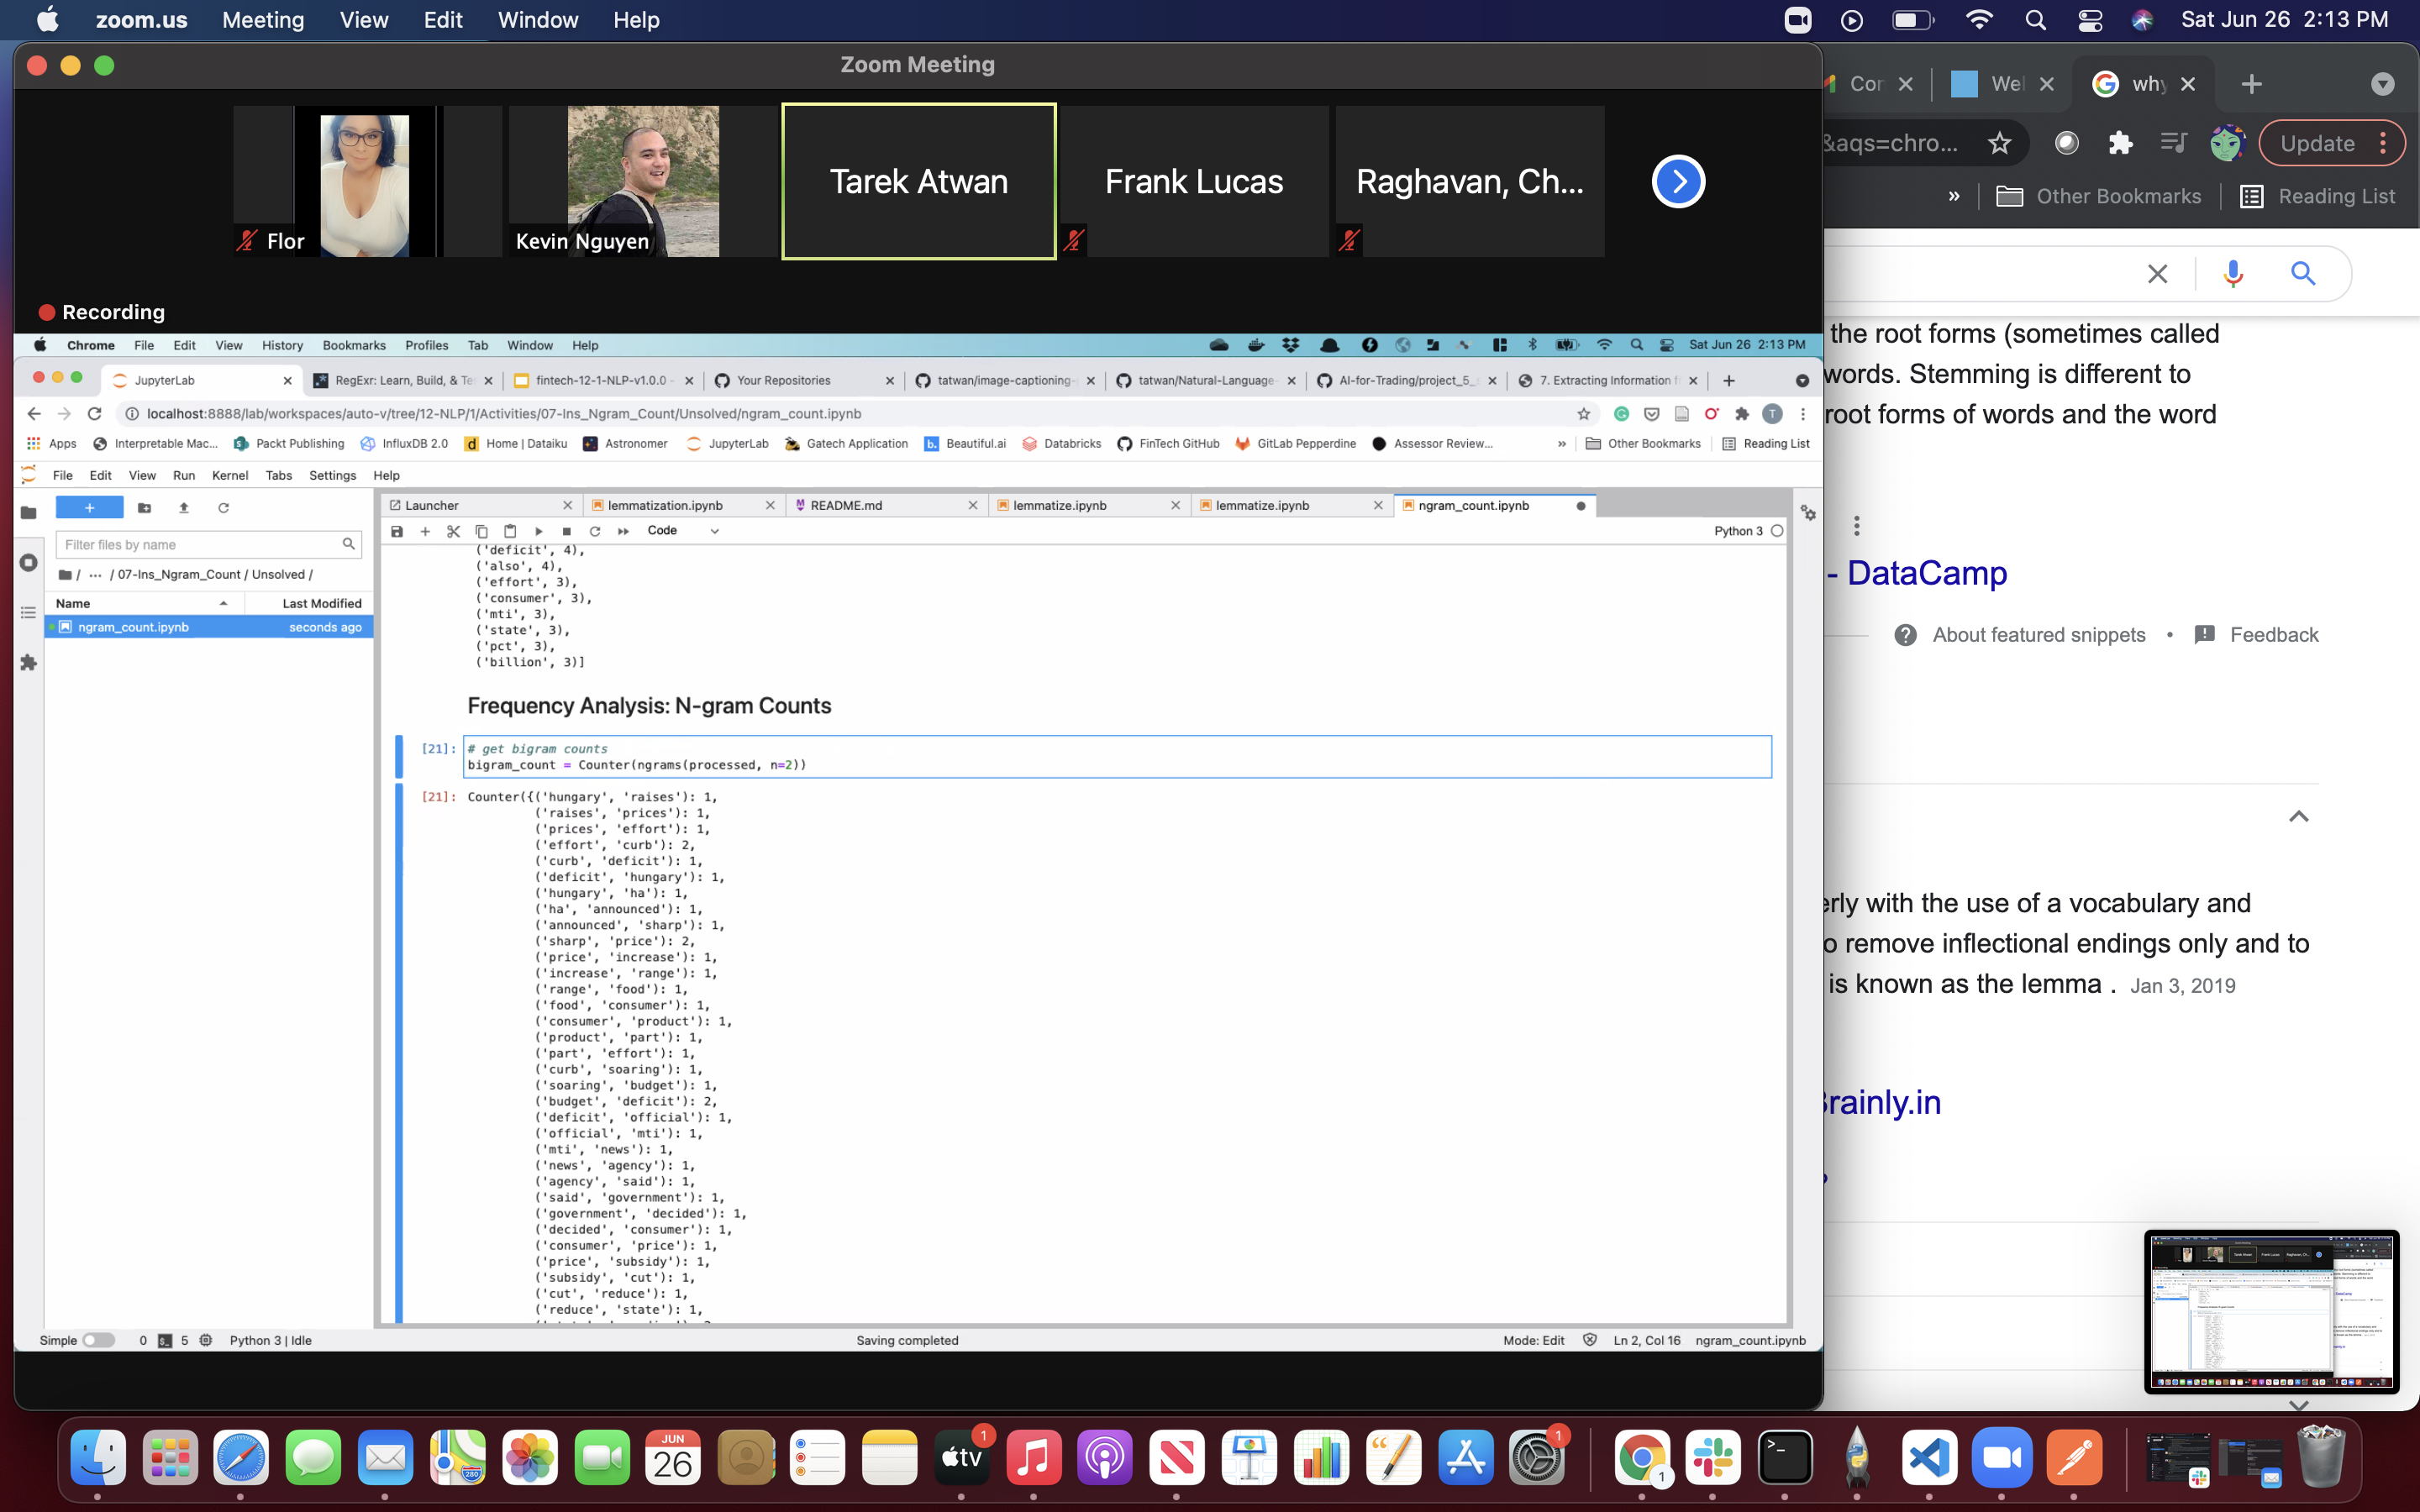 zoom.us Meeting View Edit Window Help Sat Jun 26 2:13 PM
Zoom Meeting
Flor
Kevin Nguyen
Tarek Atwan
Frank Lucas
Raghavan, Ch...
Recording
Chrome File Edit View History Bookmarks Profiles Tab Window Help Sat Jun 26 2:13 PM
JupyterLab RegExr: Learn, Build, & Te fintech-12-1-NLP-v1.0.0 - Your Repositories tatwan/image-captioning- tatwan/Natural-Language- AI-for-Trading/project_5_ 7. Extracting Information f
localhost:8888/lab/workspaces/auto-v/tree/12-NLP/1/Activities/07-Ins_Ngram_Count/Unsolved/ngram_count.ipynb
Apps Interpretable Mac... Packt Publishing InfluxDB 2.0 Home | Dataiku Astronomer JupyterLab Gatech Application Beautiful.ai Databricks FinTech GitHub GitLab Pepperdine Assessor Review... » Other Bookmarks Reading List
File Edit View Run Kernel Tabs Settings Help
Launcher lemmatization.ipynb README.md lemmatize.ipynb lemmatize.ipynb ngram_count.ipynb
Code Python 3
Filter files by name
/ ··· / 07-Ins_Ngram_Count / Unsolved /
Name Last Modified
ngram_count.ipynb seconds ago
('deficit', 4),
('also', 4),
('effort', 3),
('consumer', 3),
('mti', 3),
('state', 3),
('pct', 3),
('billion', 3)]
Frequency Analysis: N-gram Counts
[21]: # get bigram counts
bigram_count = Counter(ngrams(processed, n=2))
[21]: Counter({('hungary', 'raises'): 1,
('raises', 'prices'): 1,
('prices', 'effort'): 1,
('effort', 'curb'): 2,
('curb', 'deficit'): 1,
('deficit', 'hungary'): 1,
('hungary', 'ha'): 1,
('ha', 'announced'): 1,
('announced', 'sharp'): 1,
('sharp', 'price'): 2,
('price', 'increase'): 1,
('increase', 'range'): 1,
('range', 'food'): 1,
('food', 'consumer'): 1,
('consumer', 'product'): 1,
('product', 'part'): 1,
('part', 'effort'): 1,
('curb', 'soaring'): 1,
('soaring', 'budget'): 1,
('budget', 'deficit'): 2,
('deficit', 'official'): 1,
('official', 'mti'): 1,
('mti', 'news'): 1,
('news', 'agency'): 1,
('agency', 'said'): 1,
('said', 'government'): 1,
('government', 'decided'): 1,
('decided', 'consumer'): 1,
('consumer', 'price'): 1,
('price', 'subsidy'): 1,
('subsidy', 'cut'): 1,
('cut', 'reduce'): 1,
('reduce', 'state'): 1,
Simple 0 5 Python 3 | Idle Saving completed Mode: Edit Ln 2, Col 16 ngram_count.ipynb
Cor Wel why
&aqs=chro... Update
» Other Bookmarks Reading List
the root forms (sometimes called
words. Stemming is different to
root forms of words and the word
- DataCamp
About featured snippets • Feedback
erly with the use of a vocabulary and
o remove inflectional endings only and to
is known as the lemma . Jan 3, 2019
Brainly.in
JUN
26
tv
1
1
1
280